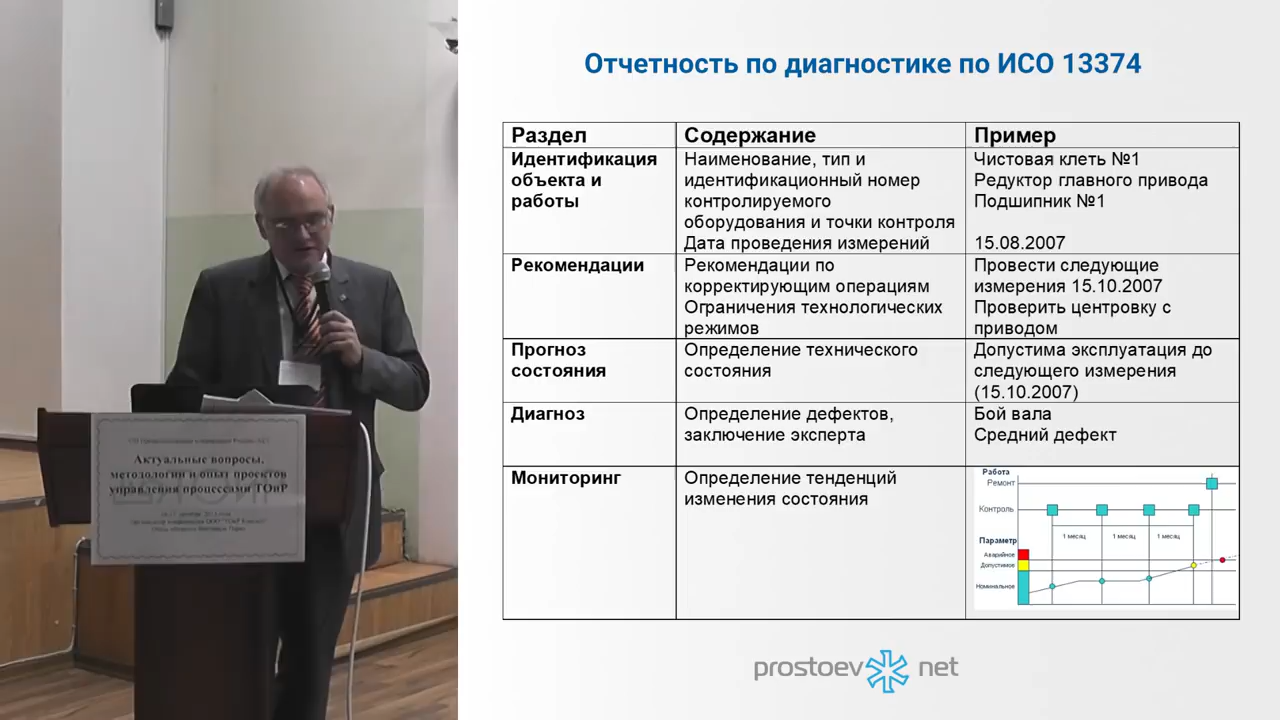 Актуальные вопросы,
методологии и опыт проектов
управления процессами ТОиР
Отчетность по диагностике по ИСО 13374
Раздел
Содержание
Пример
Идентификация
объекта и
работы
Наименование, тип и
идентификационный номер
контролируемого
оборудования и точки контроля
Дата проведения измерений
Чистовая клеть №1
Редуктор главного привода
Подшипник №1
15.08.2007
Рекомендации
Рекомендации по
корректирующим операциям
Ограничения технологических
режимов
Провести следующие
измерения 15.10.2007
Проверить центровку с
приводом
Прогноз
состояния
Определение технического
состояния
Допустима эксплуатация до
следующего измерения
(15.10.2007)
Диагноз
Определение дефектов,
заключение эксперта
Бой вала
Средний дефект
Мониторинг
Определение тенденций
изменения состояния
Работа
Ремонт
Контроль
1 месяц
1 месяц
1 месяц
Параметр
Аварийное
Допустимое
Номинальное
prostoev net